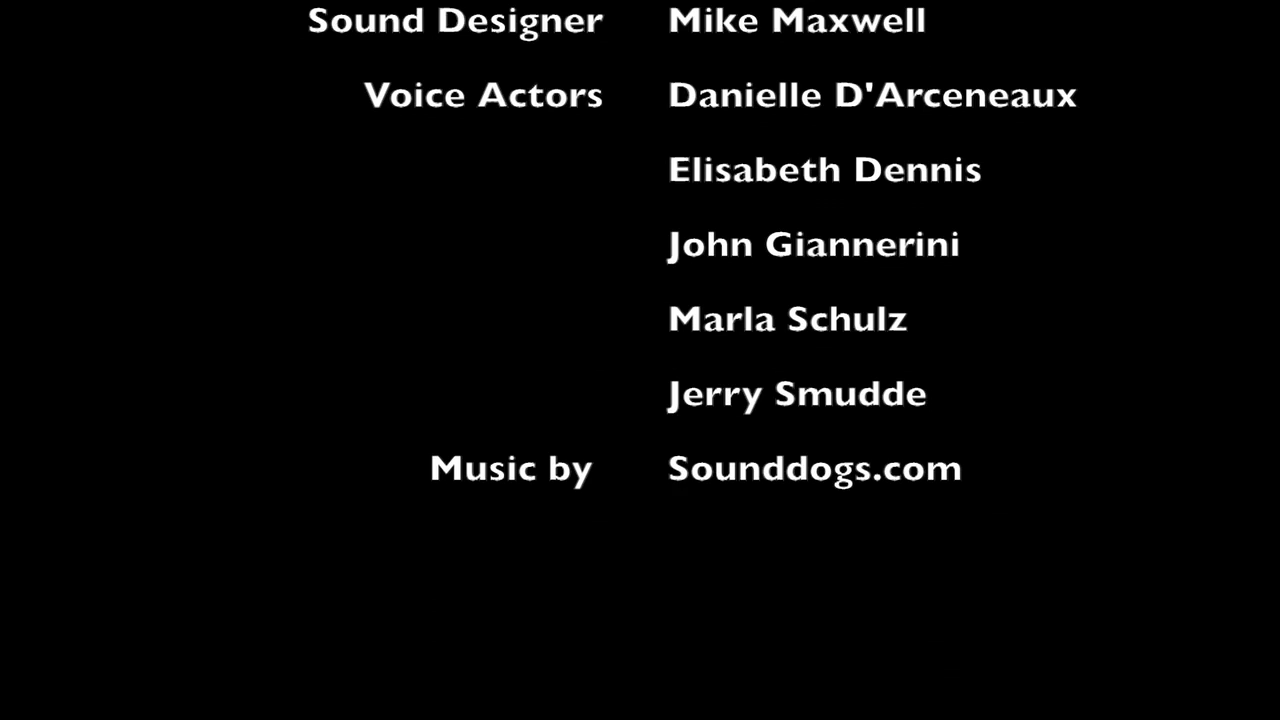 Sound Designer Mike Maxwell
Voice Actors Danielle D'Arceneaux
Elisabeth Dennis
John Giannerini
Marla Schulz
Jerry Smudde
Music by Sounddogs.com